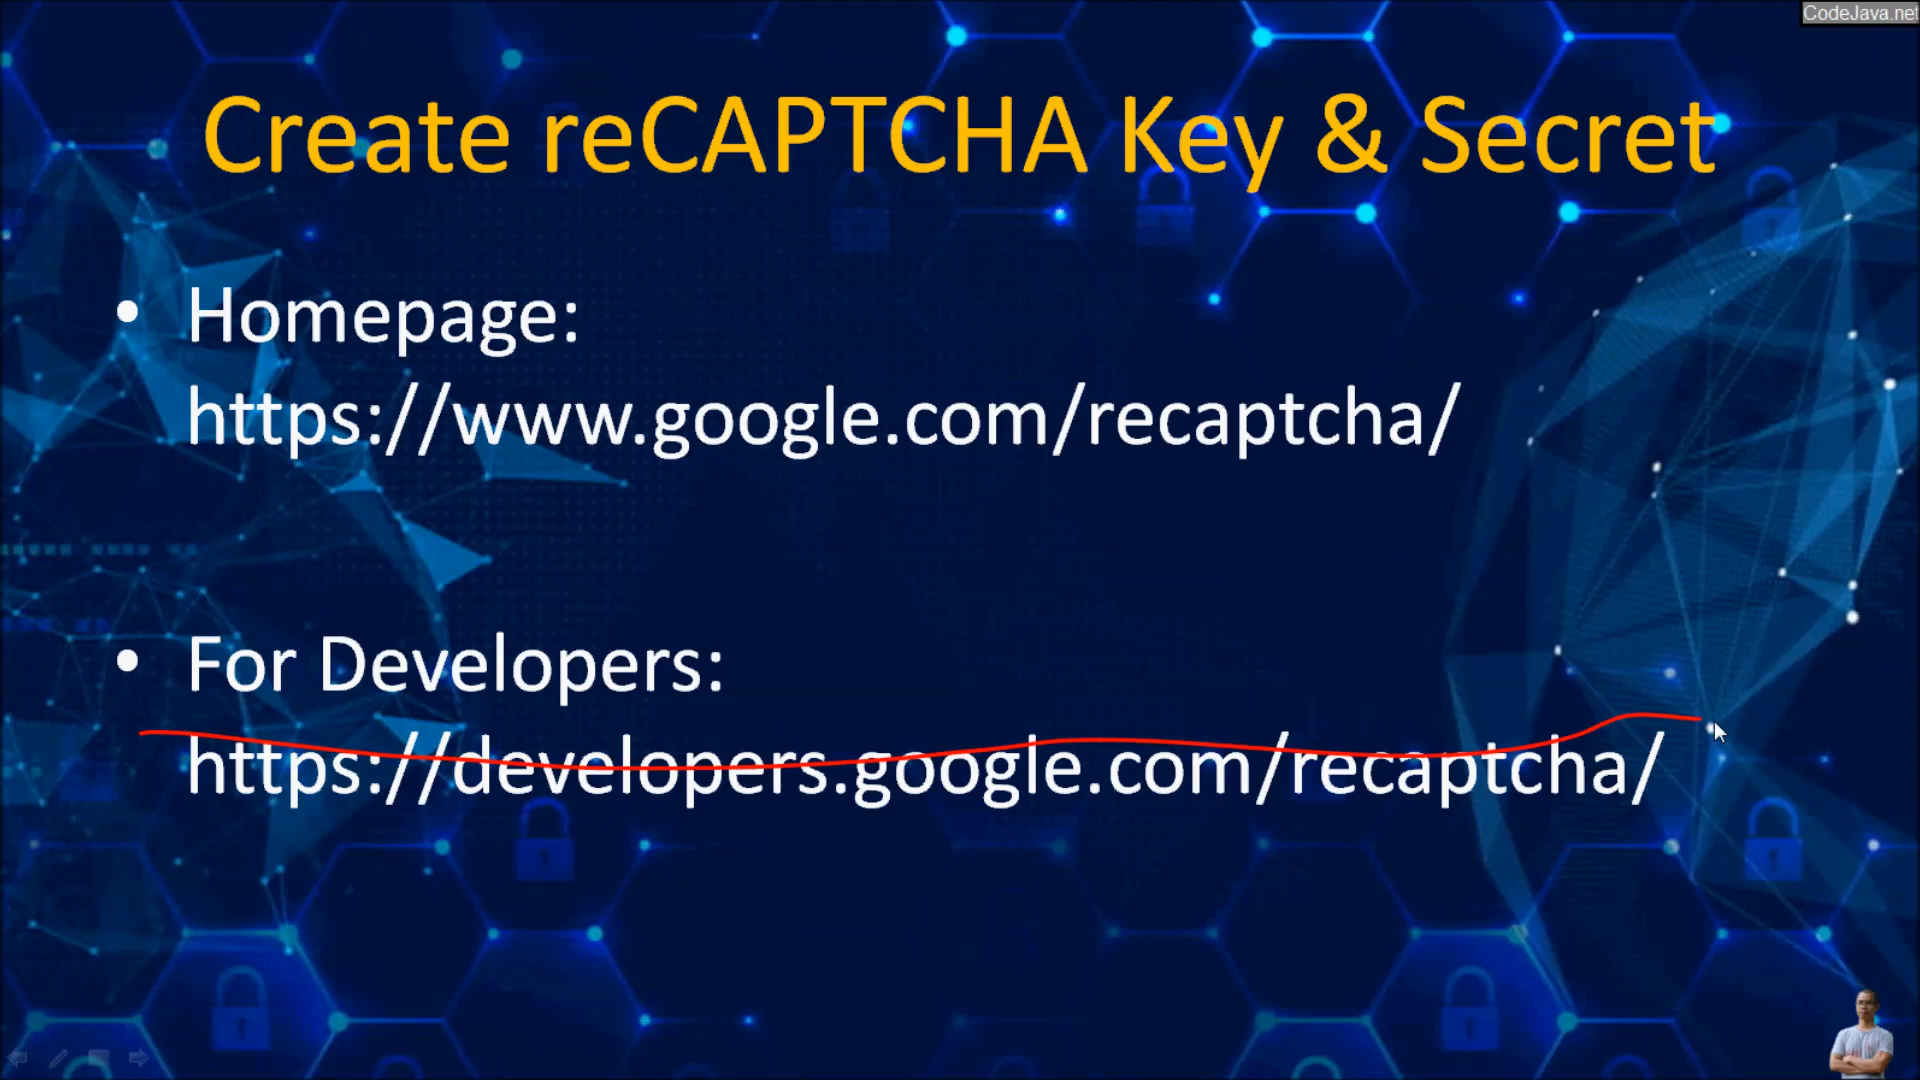 CodeJava.net
Create reCAPTCHA Key & Secret
• Homepage:
https://www.google.com/recaptcha/
• For Developers:
https://developers.google.com/recaptcha/